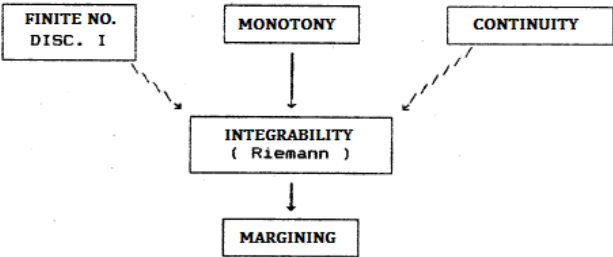 FINITE NO.
DISC. I
MONOTONY
CONTINUITY
INTEGRABILITY
( Riemann )
MARGINING